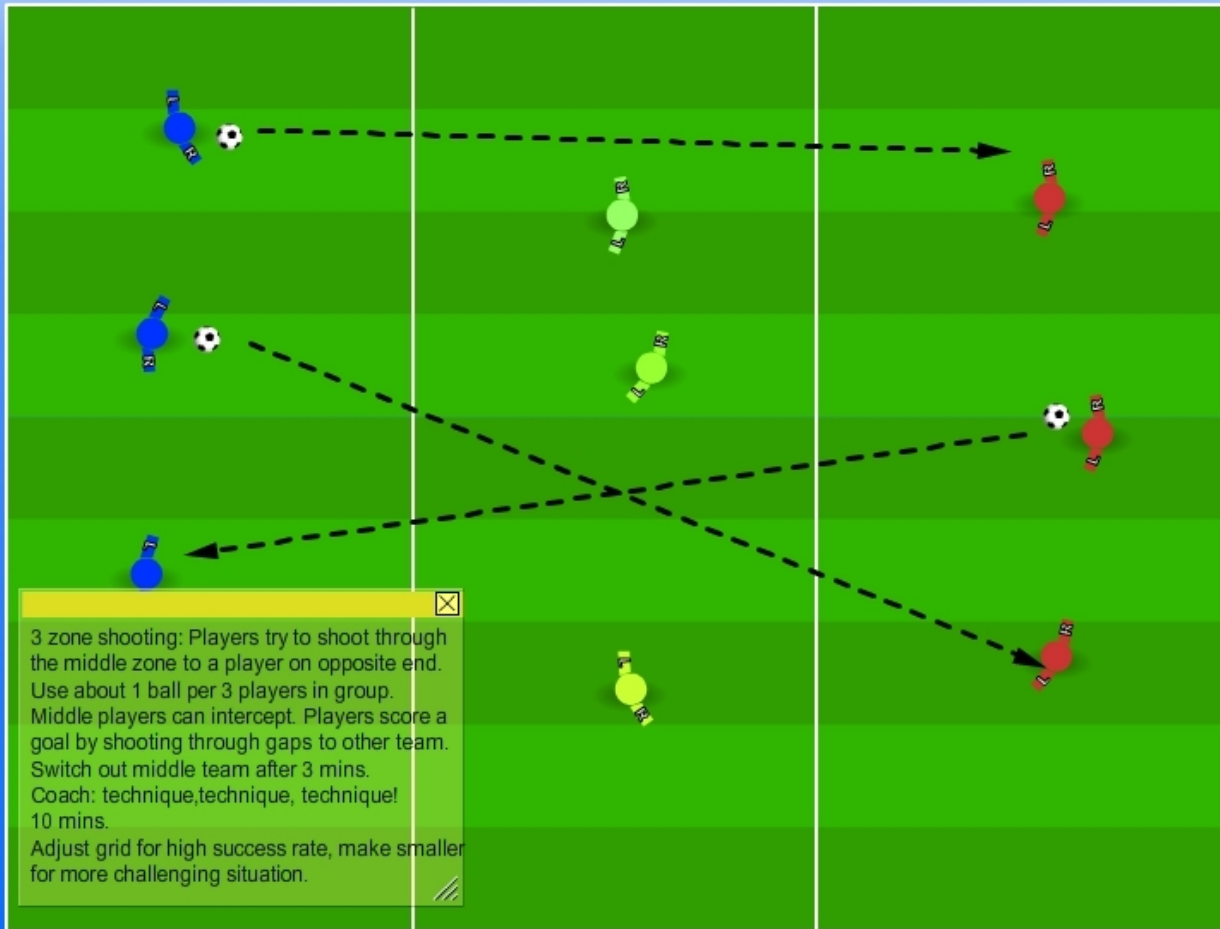 L
R
R
L
R
L
L
R
R
L
R
L
L
R
L
L
R
R
L
3 zone shooting: Players try to shoot through
the middle zone to a player on opposite end.
Use about 1 ball per 3 players in group.
Middle players can intercept. Players score a
goal by shooting through gaps to other team.
Switch out middle team after 3 mins.
Coach: technique,technique, technique!
10 mins.
Adjust grid for high success rate, make smaller
for more challenging situation.